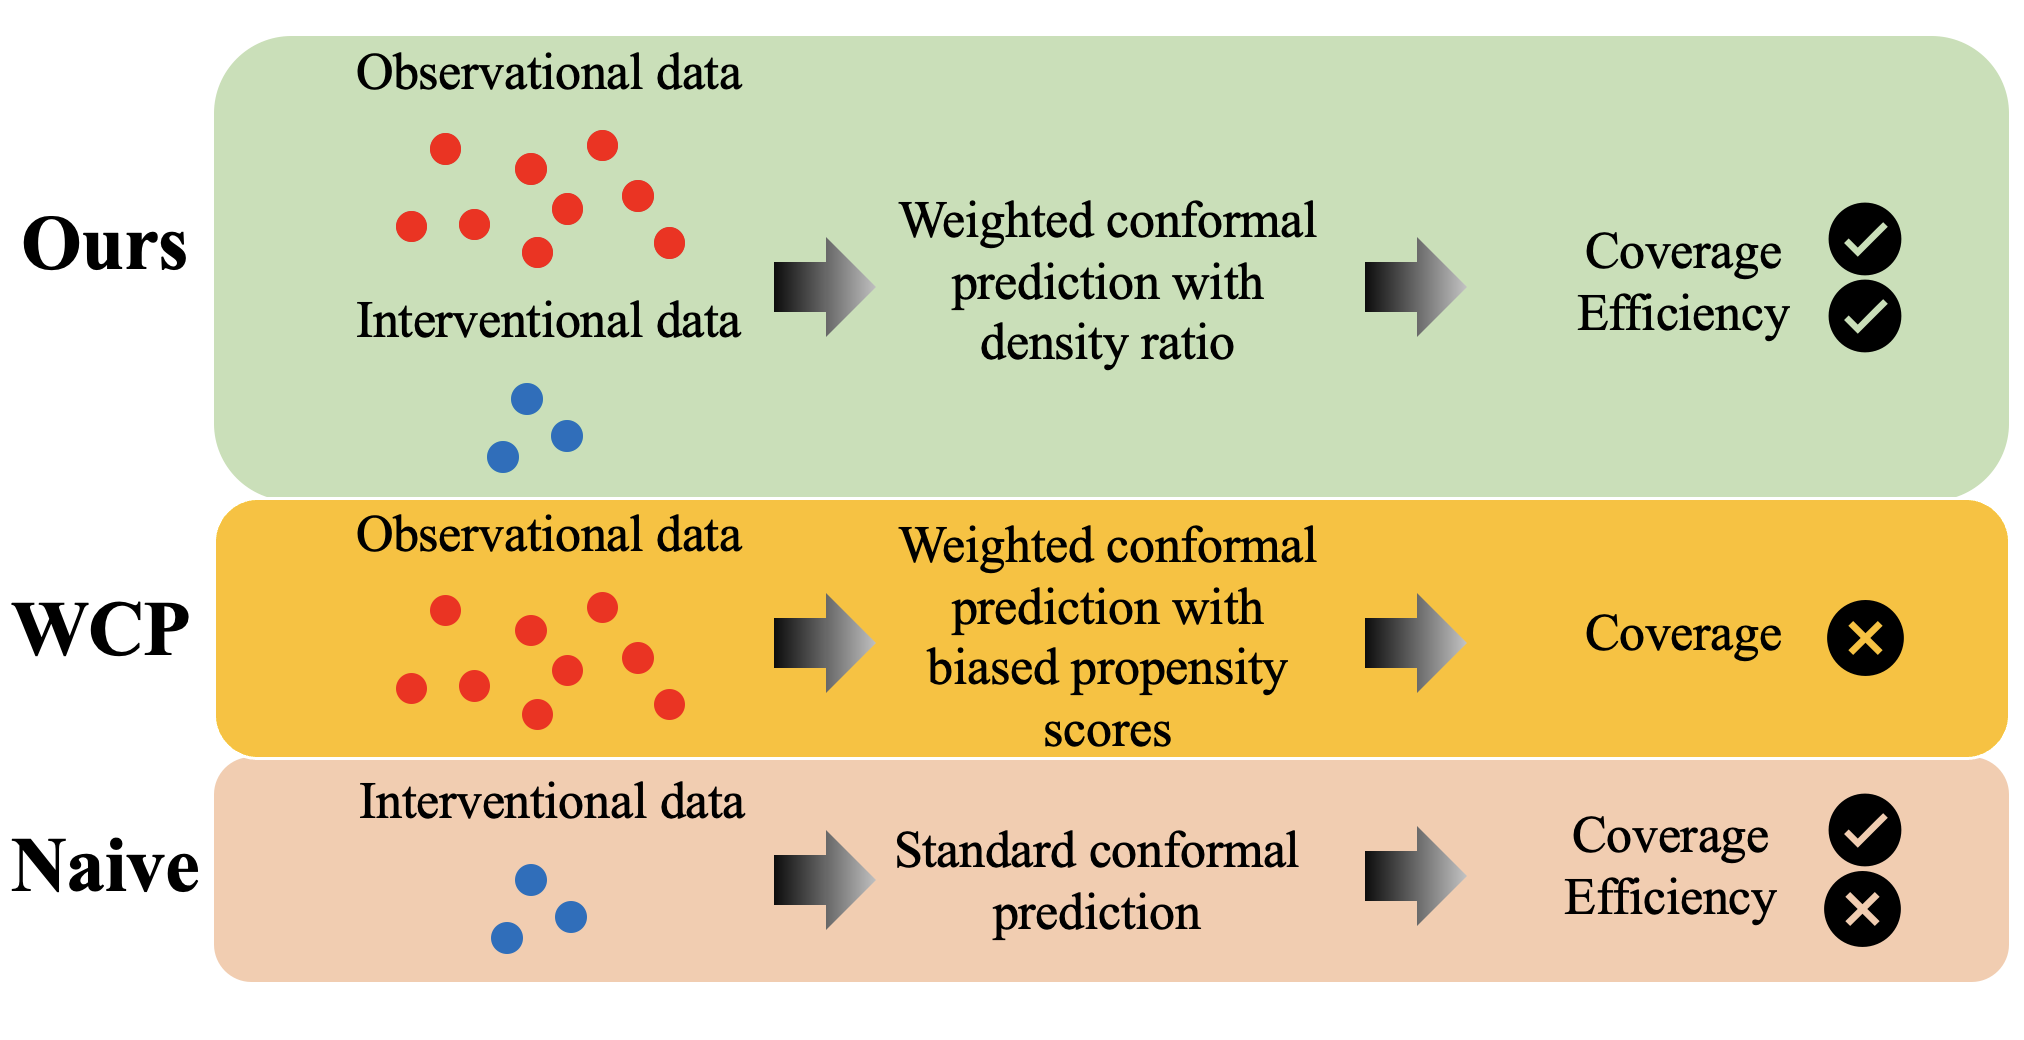 Ours
Observational data
Interventional data
Weighted conformal
prediction with
density ratio
Coverage
Efficiency
WCP
Observational data
Weighted conformal
prediction with
biased propensity
scores
Coverage
Naive
Interventional data
Standard conformal
prediction
Coverage
Efficiency